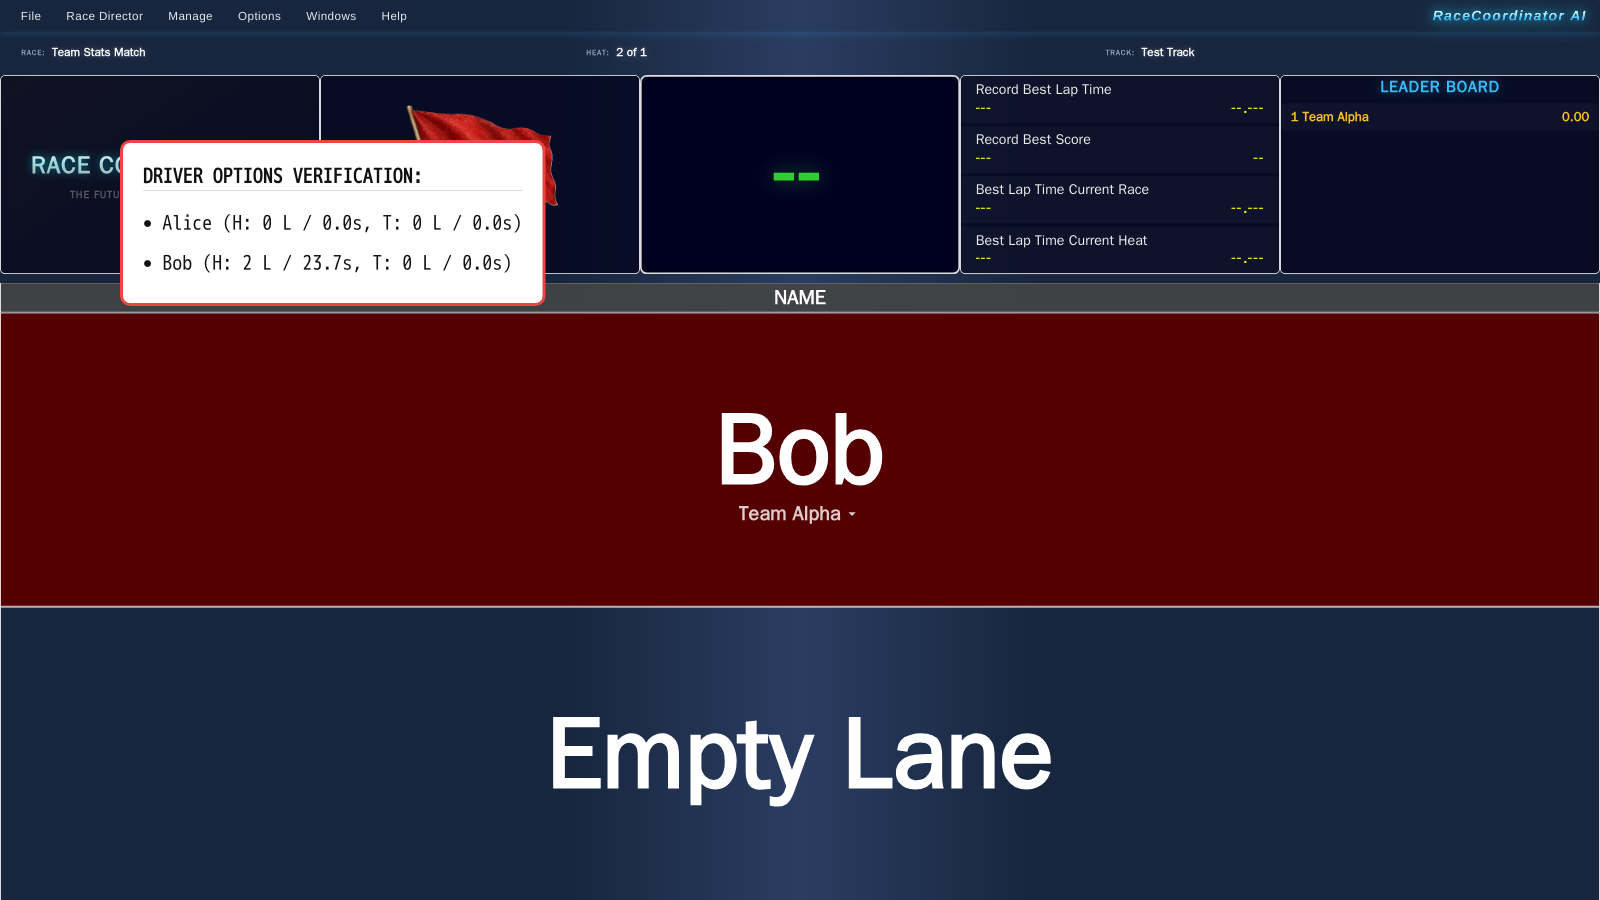 File Race Director Manage Options Windows Help RaceCoordinator AI
RACE: Team Stats Match HEAT: 2 of 1 TRACK: Test Track
RACE CO
THE FUTU
DRIVER OPTIONS VERIFICATION:
• Alice (H: 0 L / 0.0s, T: 0 L / 0.0s)
• Bob (H: 2 L / 23.7s, T: 0 L / 0.0s)
--
Record Best Lap Time
--- --.---
Record Best Score
--- --
Best Lap Time Current Race
--- --.---
Best Lap Time Current Heat
--- --.---
LEADER BOARD
1 Team Alpha 0.00
NAME
Bob
Team Alpha
Empty Lane